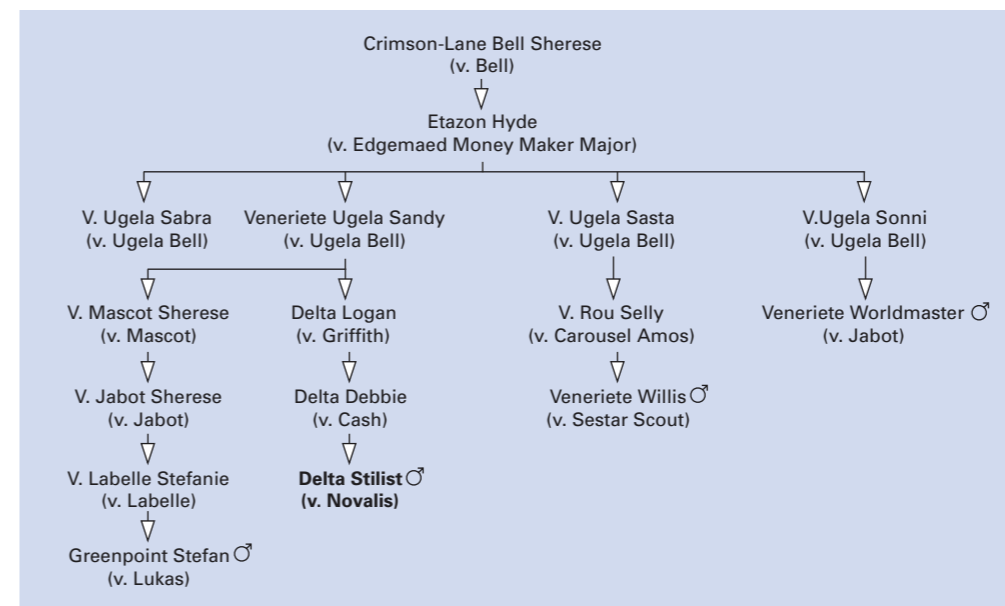 Crimson-Lane Bell Sherese
(v. Bell)
Etazon Hyde
(v. Edgemaed Money Maker Major)
V. Ugela Sabra
(v. Ugela Bell)
Veneriete Ugela Sandy
(v. Ugela Bell)
V. Ugela Sasta
(v. Ugela Bell)
V.Ugela Sonni
(v. Ugela Bell)
V. Mascot Sherese
(v. Mascot)
Delta Logan
(v. Griffith)
V. Rou Selly
(v. Carousel Amos)
Veneriete Worldmaster ♂
(v. Jabot)
V. Jabot Sherese
(v. Jabot)
Delta Debbie
(v. Cash)
Veneriete Willis ♂
(v. Sestar Scout)
V. Labelle Stefanie
(v. Labelle)
Delta Stilist ♂
(v. Novalis)
Greenpoint Stefan ♂
(v. Lukas)